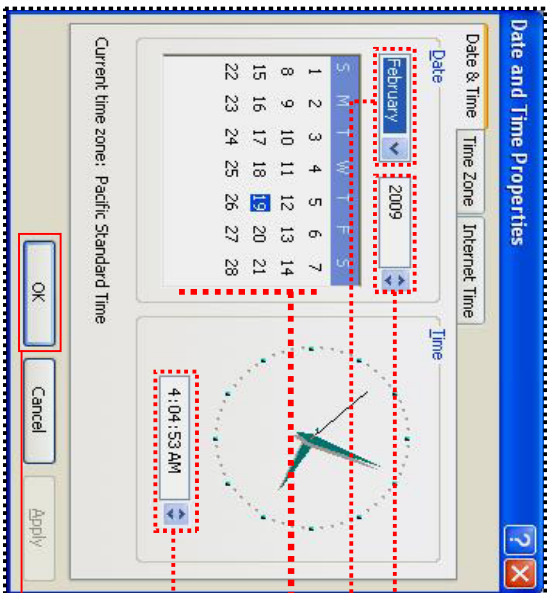 Date and Time Properties
Date & Time Time Zone Internet Time
Date
February 2009
S M T W T F S
1 2 3 4 5 6 7
8 9 10 11 12 13 14
15 16 17 18 19 20 21
22 23 24 25 26 27 28
Time
4:04:53 AM
Current time zone: Pacific Standard Time
OK Cancel Apply